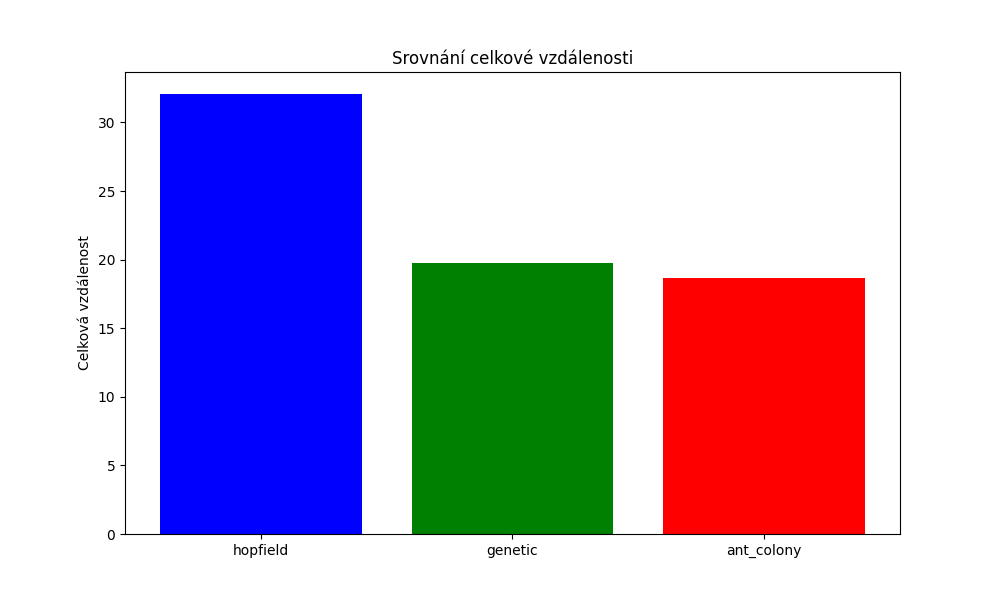 Srovnání celkové vzdálenosti
Celková vzdálenost
30
25
20
15
10
5
0
hopfield genetic ant_colony